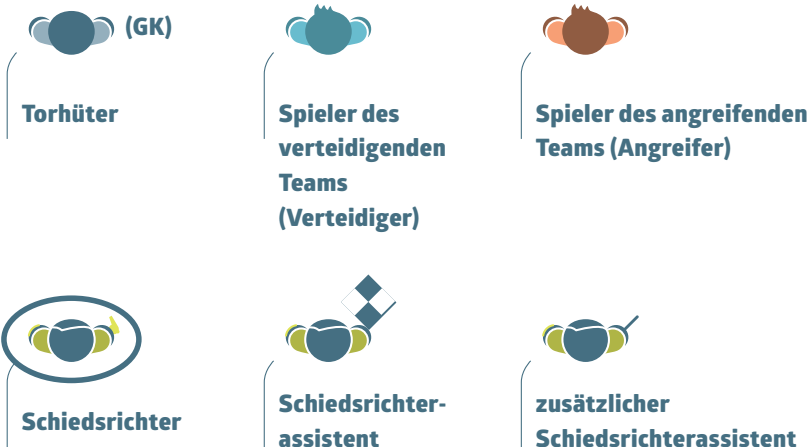 (GK)
Torhüter
Spieler des
verteidigenden
Teams
(Verteidiger)
Spieler des angreifenden
Teams (Angreifer)
Schiedsrichter
Schiedsrichter-
assistent
zusätzlicher
Schiedsrichterassistent